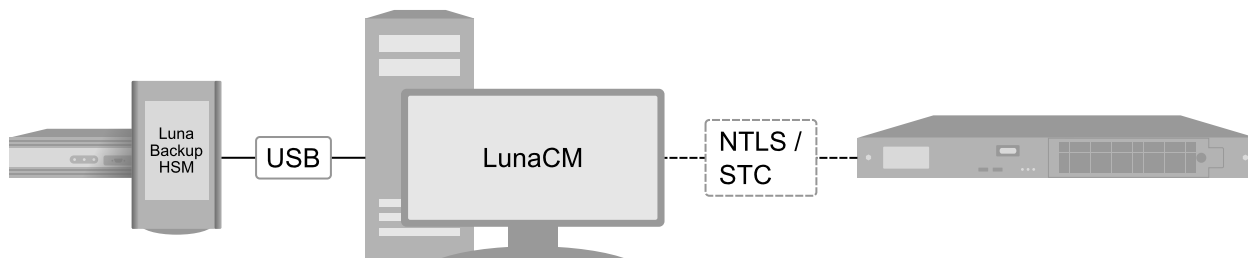 Luna
Backup
HSM
USB
LunaCM
NTLS /
STC